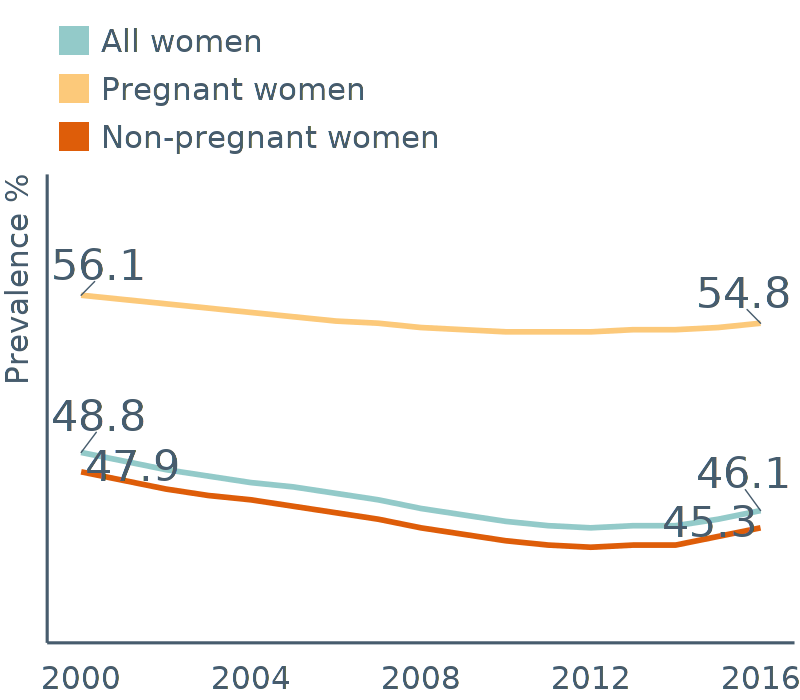 All women
Pregnant women
Non-pregnant women
Prevalence %
56.1
54.8
48.8
47.9
46.1
45.3
2000 2004 2008 2012 2016